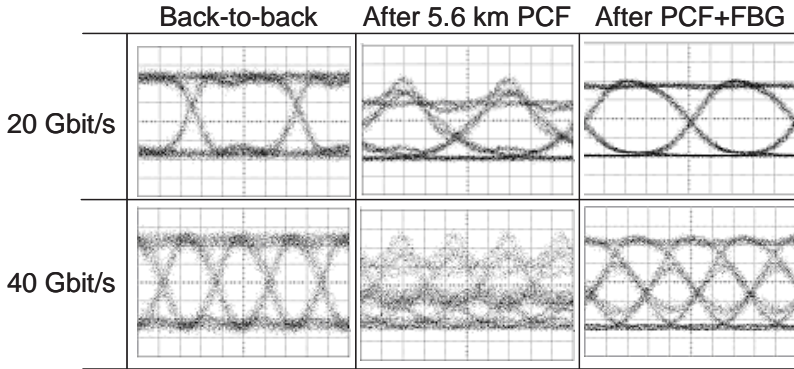 Back-to-back After 5.6 km PCF After PCF+FBG
20 Gbit/s
40 Gbit/s